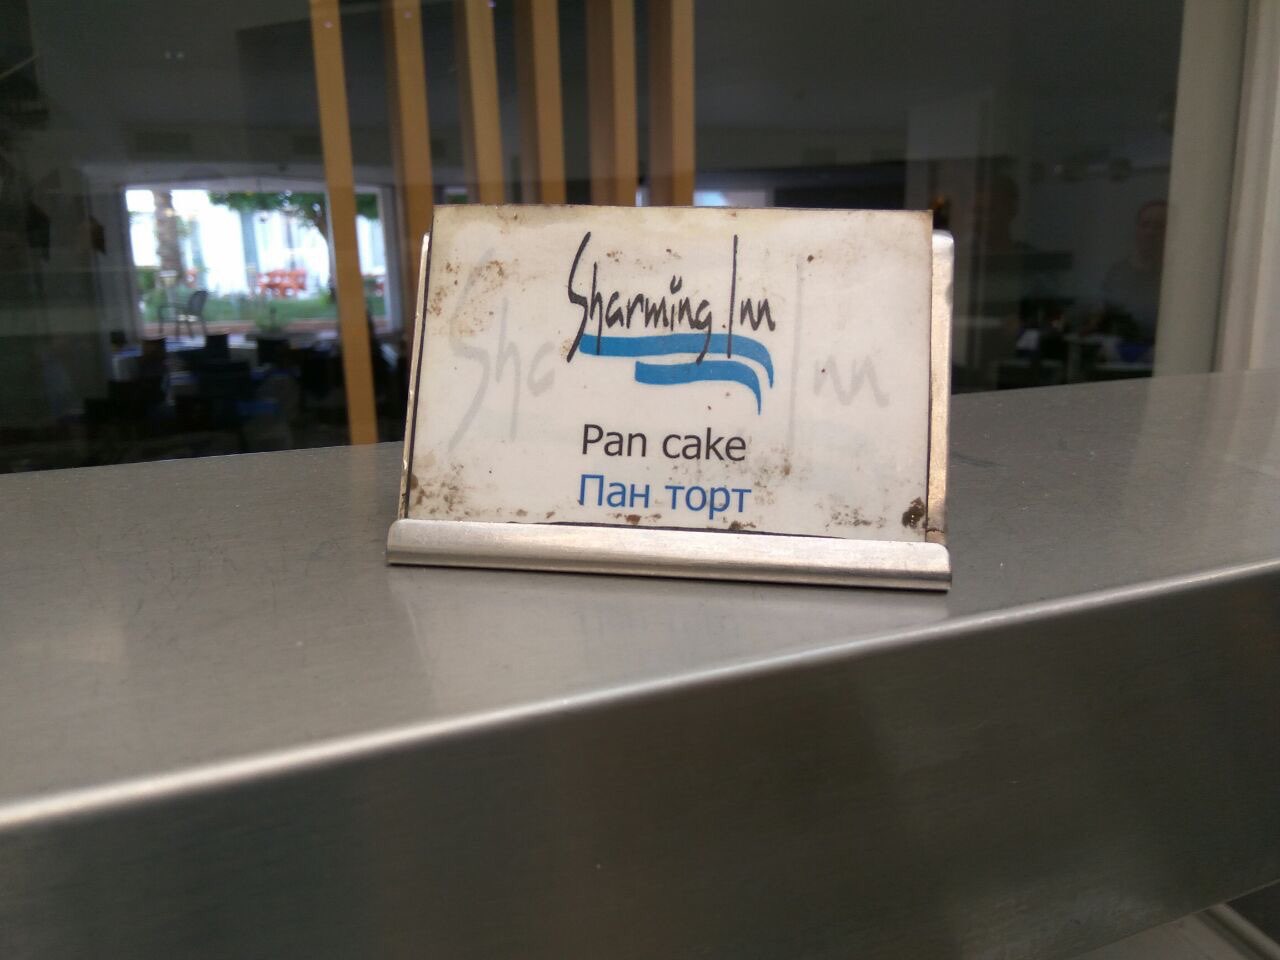 Sharming Inn
Pan cake
Пан торт